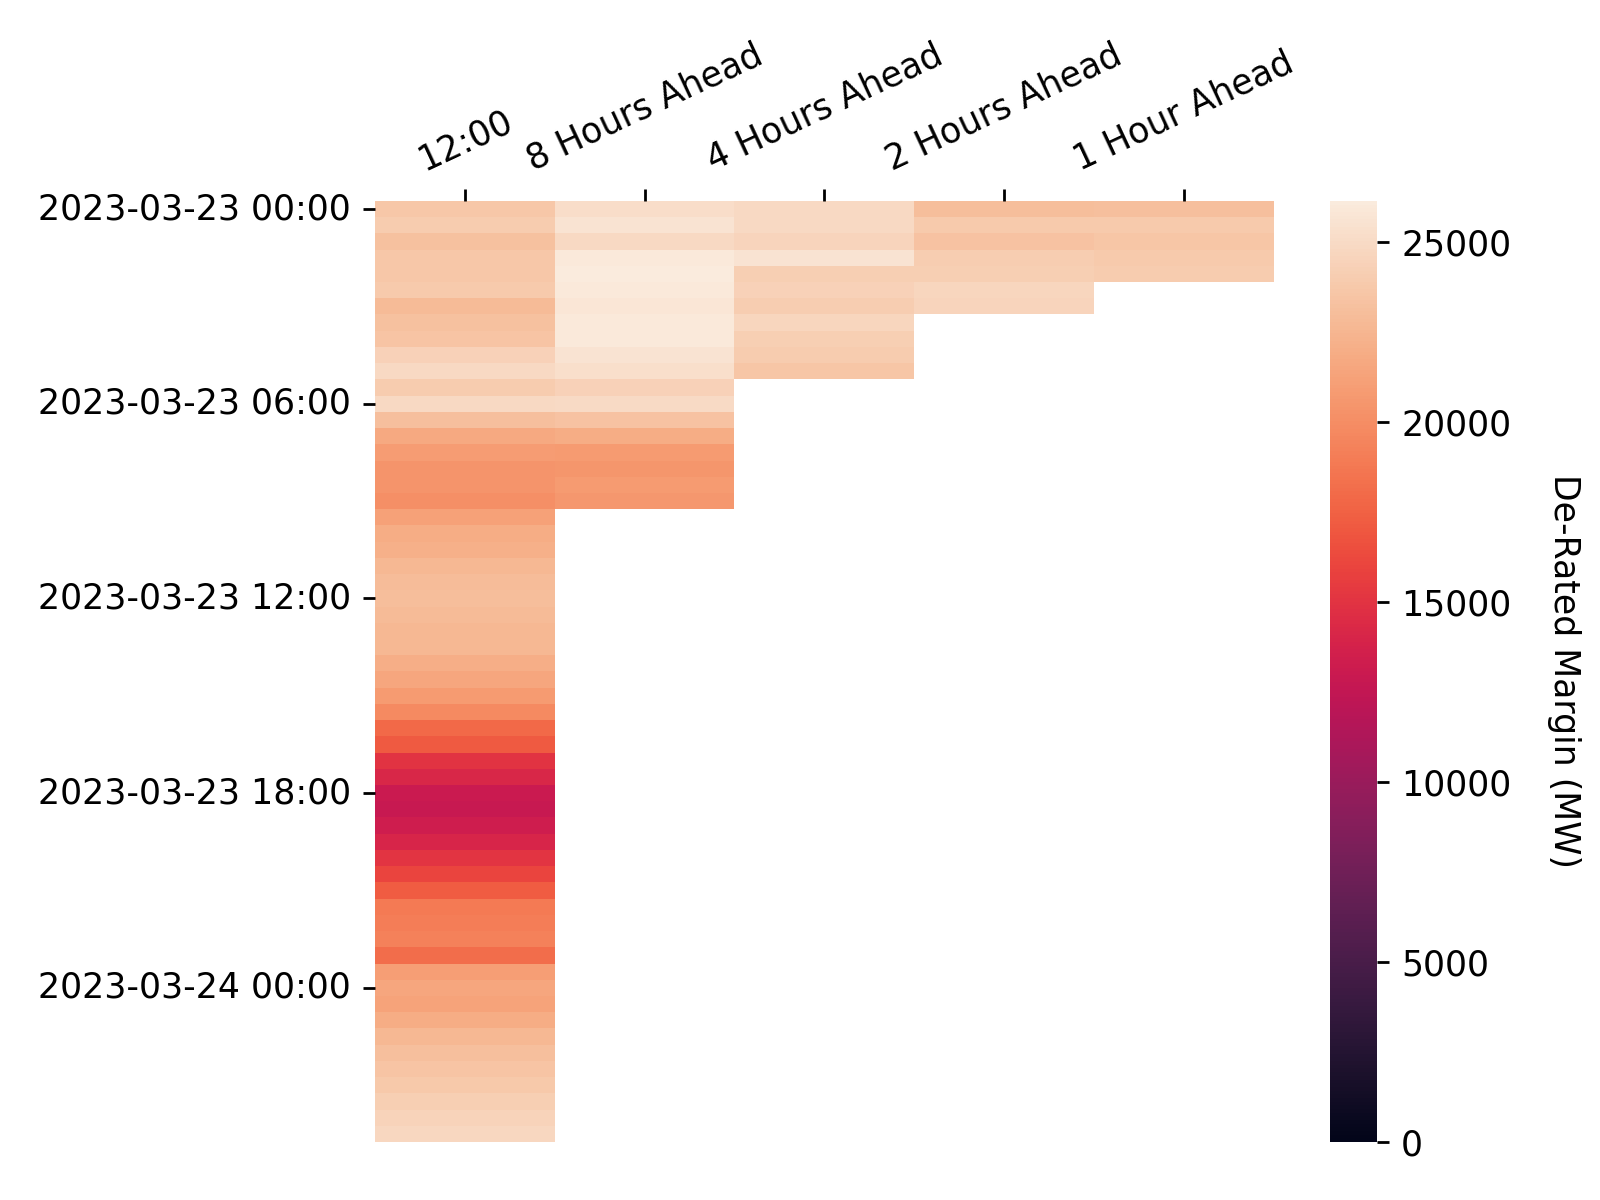 12:00
8 Hours Ahead
4 Hours Ahead
2 Hours Ahead
1 Hour Ahead
2023-03-23 00:00
2023-03-23 06:00
2023-03-23 12:00
2023-03-23 18:00
2023-03-24 00:00
25000
20000
15000
10000
5000
0
De-Rated Margin (MW)